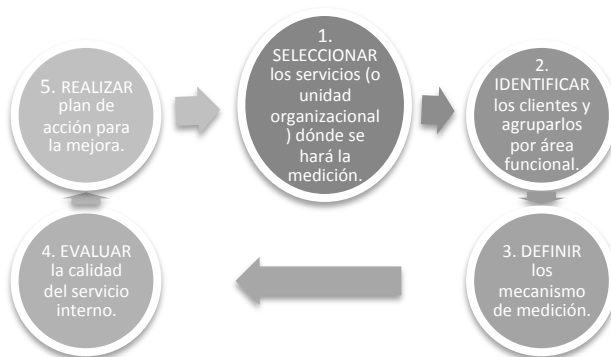 1.
SELECCIONAR
los servicios (o
unidad
organizacional
) dónde se
hará la
medición.
2.
IDENTIFICAR
los clientes y
agruparlos
por área
funcional.
3. DEFINIR
los
mecanismo
de medición.
4. EVALUAR
la calidad
del servicio
interno.
5. REALIZAR
plan de
acción para
la mejora.